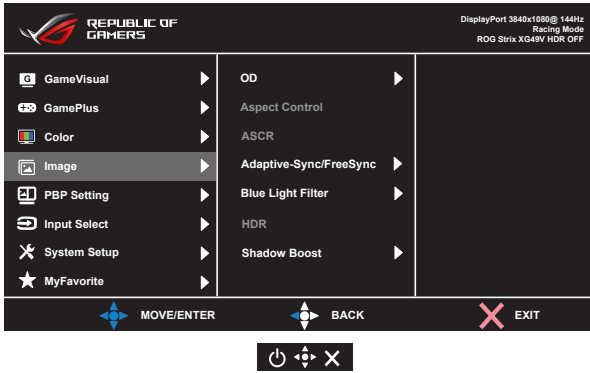 REPUBLIC OF
GAMERS
DisplayPort 3840x1080@ 144Hz
Racing Mode
ROG Strix XG49V HDR OFF
G GameVisual
GamePlus
Color
Image
PBP Setting
Input Select
System Setup
MyFavorite
OD
Aspect Control
ASCR
Adaptive-Sync/FreeSync
Blue Light Filter
HDR
Shadow Boost
MOVE/ENTER
BACK
EXIT